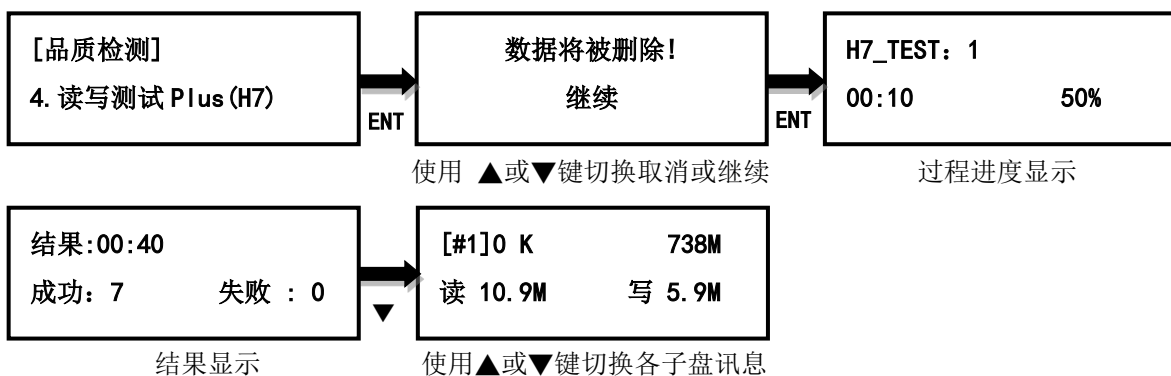 [品质检测]
4.读写测试Plus(H7)
ENT
数据将被删除!
继续
ENT
H7_TEST: 1
00:10 50%
使用 ▲或▼键切换取消或继续
过程进度显示
结果:00:40
成功: 7 失败 : 0
▼
[#1]0 K 738M
读 10.9M 写 5.9M
结果显示
使用▲或▼键切换各子盘讯息